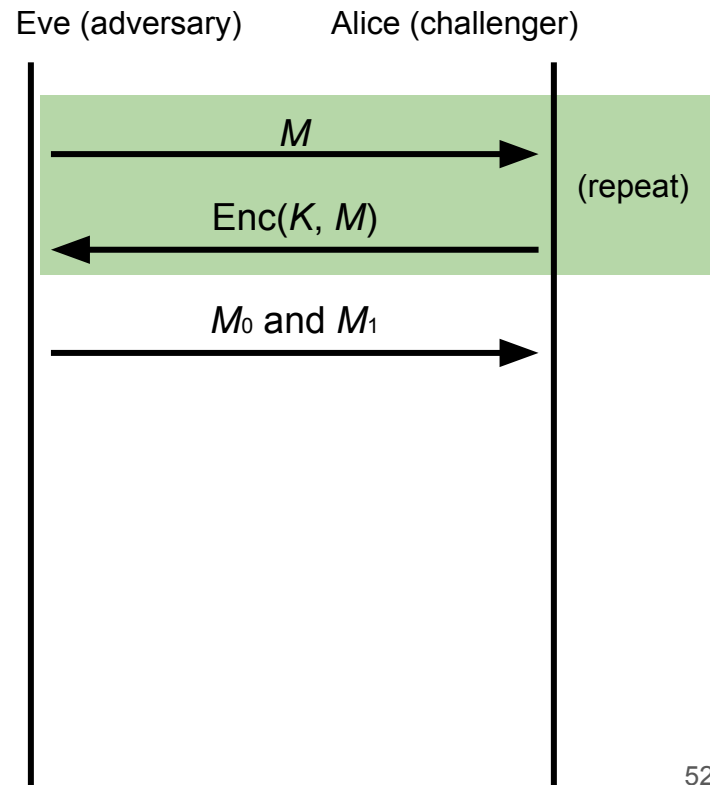 Eve (adversary) Alice (challenger)
M
(repeat)
Enc(K, M)
M₀ and M₁
52